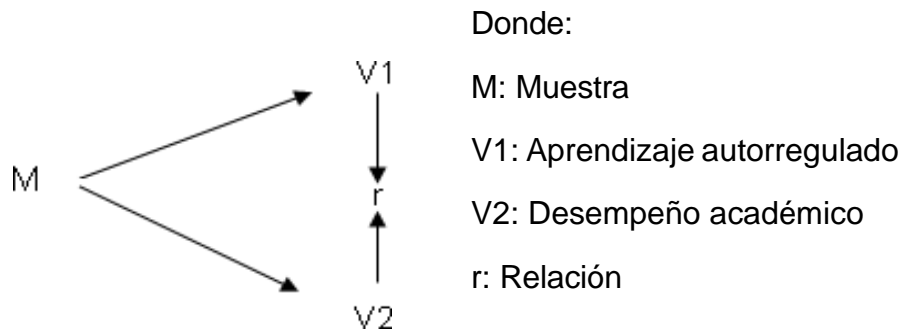 V1
M
r
V2
Donde:
M: Muestra
V1: Aprendizaje autorregulado
V2: Desempeño académico
r: Relación